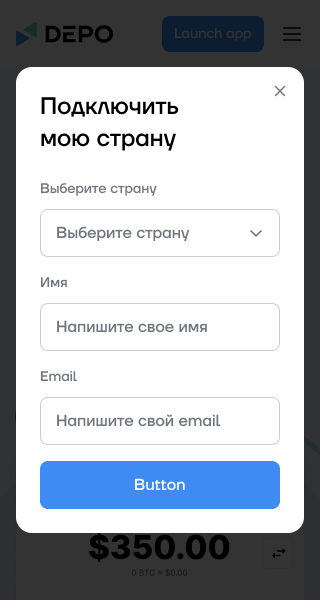 DEPO
Launch app
Подключить
мою страну
Выберите страну
Выберите страну
Имя
Напишите свое имя
Email
Напишите свой email
Button
$350.00
0 BTC = $0.00